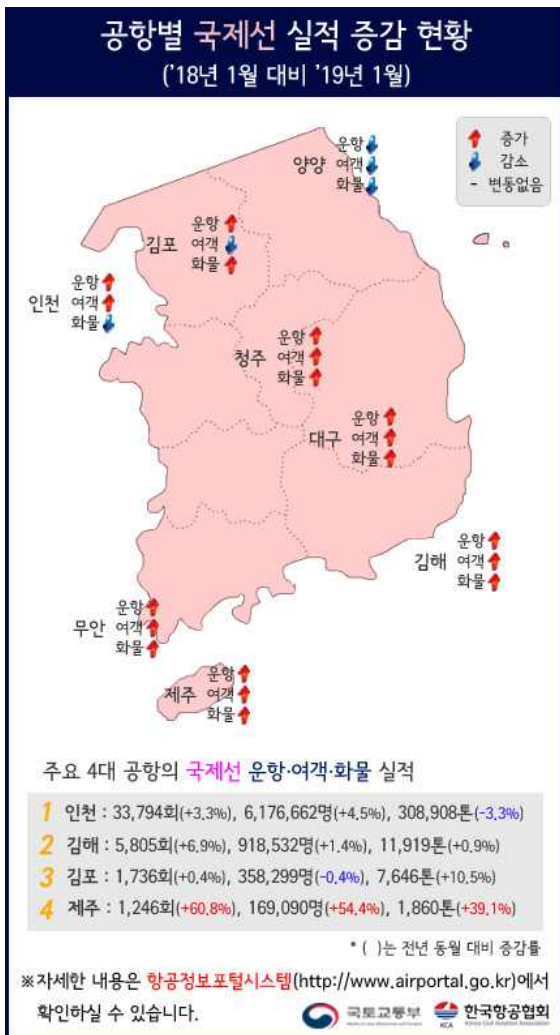 공항별 국제선 실적 증감 현황
('18년 1월 대비 '19년 1월)
증가
감소
- 변동없음
운항
양양 여객
화물
운항
김포 여객
화물
운항
인천 여객
화물
운항
청주 여객
화물
운항
대구 여객
화물
운항
김해 여객
화물
운항
무안 여객
화물
운항
제주 여객
화물
주요 4대 공항의 국제선 운항·여객·화물 실적
1 인천 : 33,794회(+3.3%), 6,176,662명(+4.5%), 308,908톤(-3.3%)
2 김해 : 5,805회(+6.9%), 918,532명(+1.4%), 11,919톤(+0.9%)
3 김포 : 1,736회(+0.4%), 358,299명(-0.4%), 7,646톤(+10.5%)
4 제주 : 1,246회(+60.8%), 169,090명(+54.4%), 1,860톤(+39.1%)
* ( )는 전년 동월 대비 증감률
※자세한 내용은 항공정보포털시스템(http://www.airportal.go.kr)에서
확인하실 수 있습니다.
국토교통부
KCA 한국항공협회